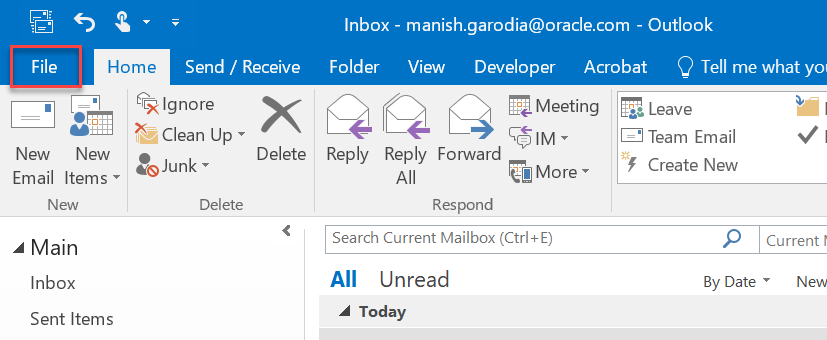 Inbox - manish.garodia@oracle.com - Outlook
File Home Send / Receive Folder View Developer Acrobat Tell me what you
Ignore
Clean Up
Junk
New Email
New Items
Delete
Reply
Reply All
Forward
Meeting
IM
More
Leave
Team Email
Create New
New Delete Respond
Main
Inbox
Sent Items
Search Current Mailbox (Ctrl+E) Current M
All Unread By Date New
Today